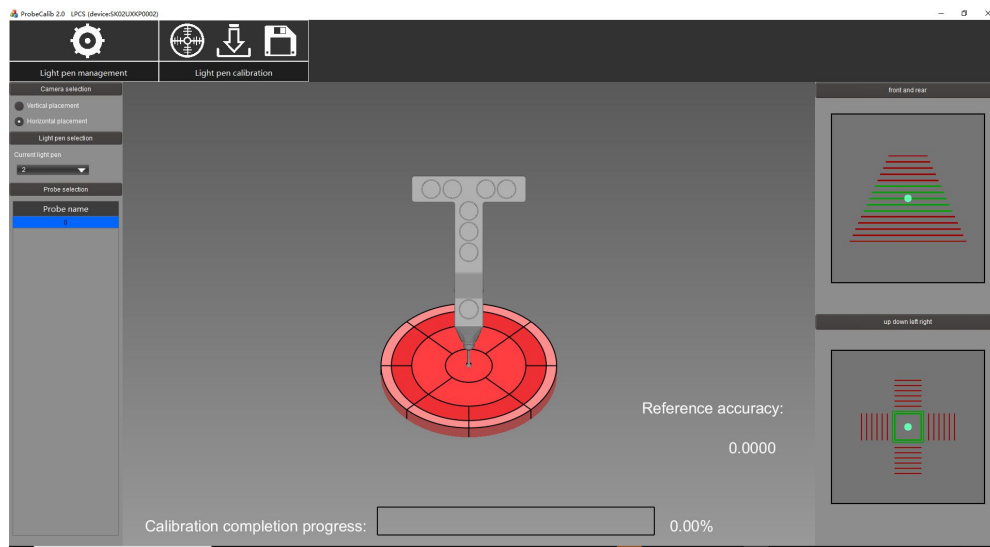 ProbeCalib 2.0 LPCS (device:SK02UXKP0002)
Light pen management
Light pen calibration
Camera selection
Vertical placement
Horizontal placement
Light pen selection
Current light pen
2
Probe selection
Probe name
0
Reference accuracy:
0.0000
Calibration completion progress:
0.00%
front and rear
up down left right